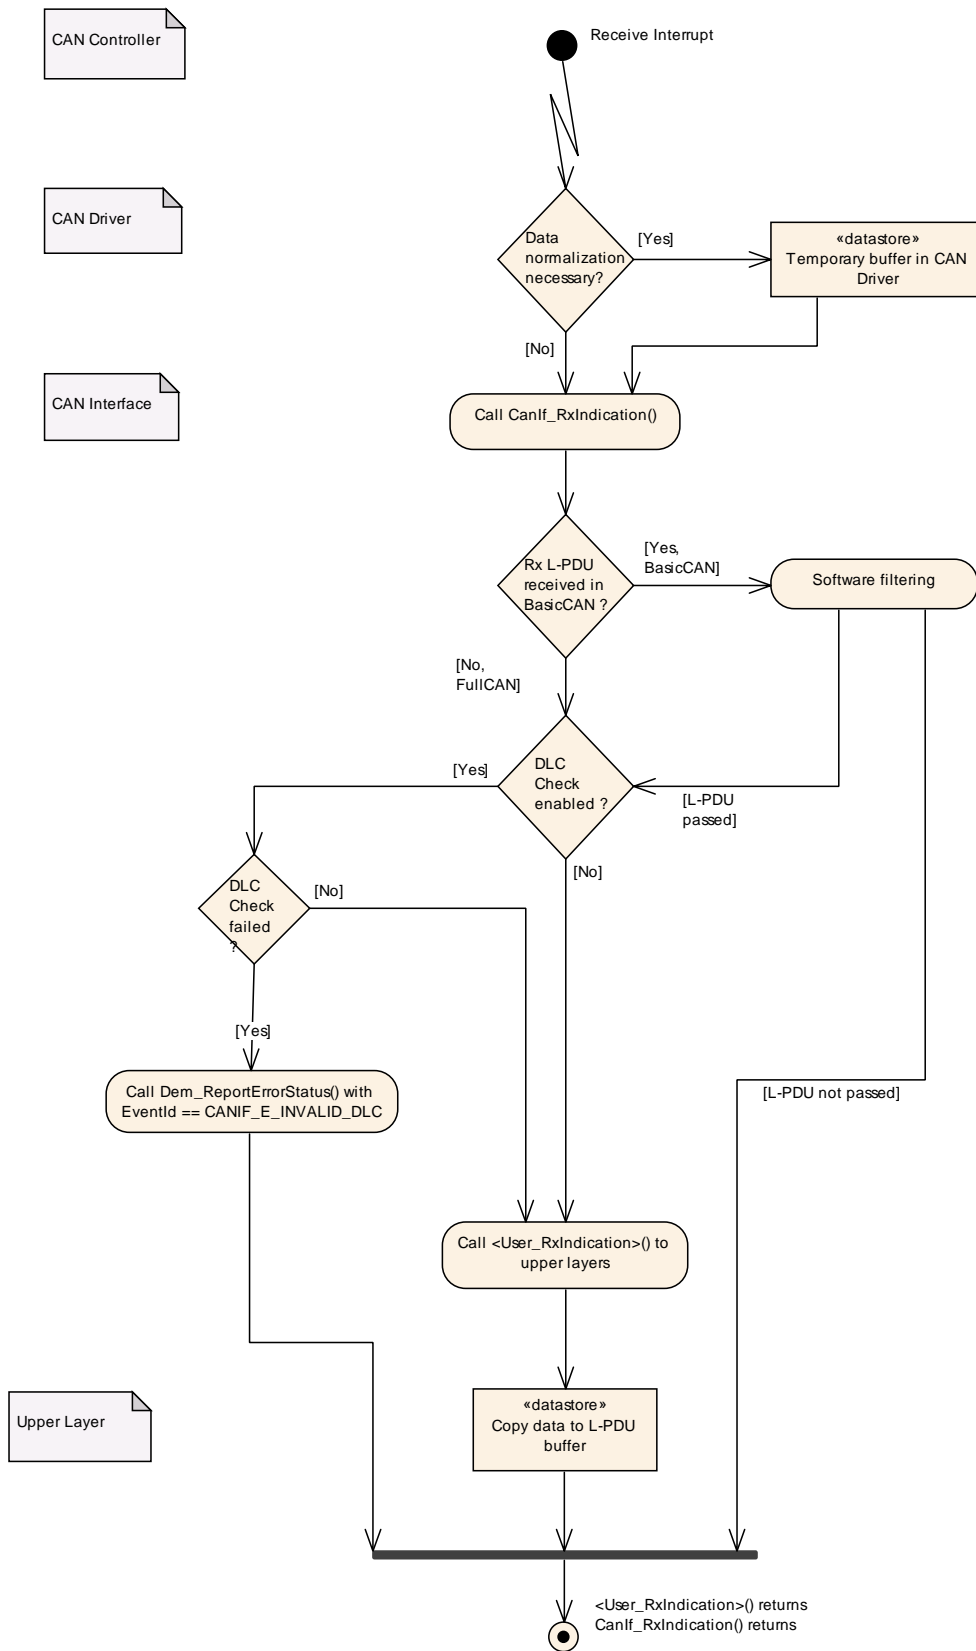 CAN Controller
Receive Interrupt
CAN Driver
Data
normalization
necessary?
[Yes]
«datastore»
Temporary buffer in CAN
Driver
[No]
CAN Interface
Call CanIf_RxIndication()
Rx L-PDU
received in
BasicCAN ?
[Yes,
BasicCAN]
Software filtering
[No,
FullCAN]
DLC
Check
enabled ?
[Yes]
[L-PDU
passed]
[No]
DLC
Check
failed
?
[No]
[Yes]
Call Dem_ReportErrorStatus() with
EventId == CANIF_E_INVALID_DLC
[L-PDU not passed]
Call <User_RxIndication>() to
upper layers
Upper Layer
«datastore»
Copy data to L-PDU
buffer
<User_RxIndication>() returns
CanIf_RxIndication() returns